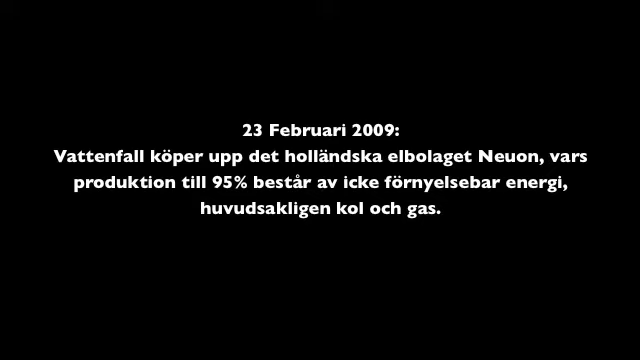 23 Februari 2009:
Vattenfall köper upp det holländska elbolaget Neuon, vars
produktion till 95% består av icke förnyelsebar energi,
huvudsakligen kol och gas.